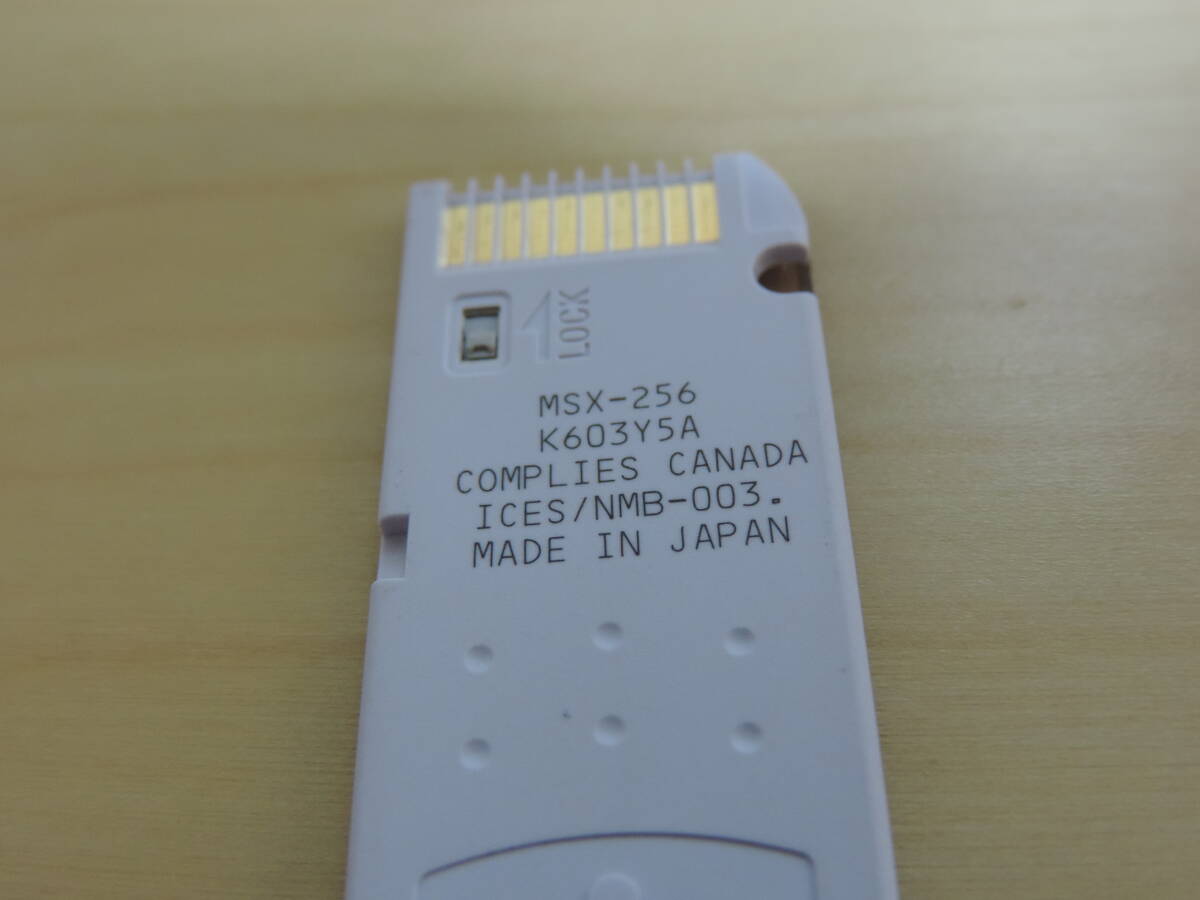 LOCK
MSX-256
K603Y5A
COMPLIES CANADA
ICES/NMB-003.
MADE IN JAPAN